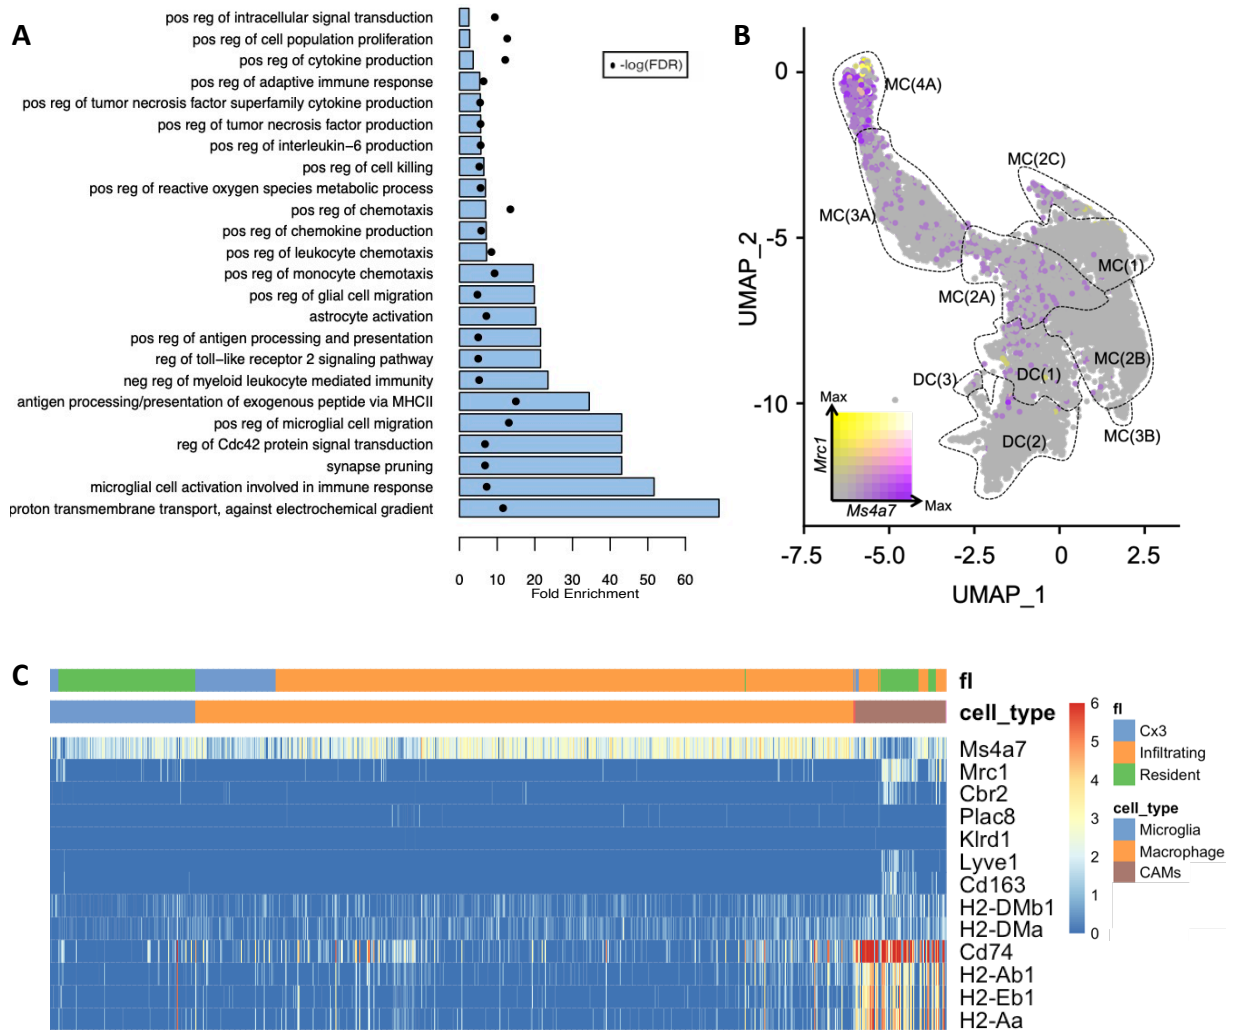 A
pos reg of intracellular signal transduction
pos reg of cell population proliferation
pos reg of cytokine production
pos reg of adaptive immune response
pos reg of tumor necrosis factor superfamily cytokine production
pos reg of tumor necrosis factor production
pos reg of interleukin-6 production
pos reg of cell killing
pos reg of reactive oxygen species metabolic process
pos reg of chemotaxis
pos reg of chemokine production
pos reg of leukocyte chemotaxis
pos reg of monocyte chemotaxis
pos reg of glial cell migration
astrocyte activation
pos reg of antigen processing and presentation
reg of toll-like receptor 2 signaling pathway
neg reg of myeloid leukocyte mediated immunity
antigen processing/presentation of exogenous peptide via MHCII
pos reg of microglial cell migration
reg of Cdc42 protein signal transduction
synapse pruning
microglial cell activation involved in immune response
proton transmembrane transport, against electrochemical gradient
-log(FDR)
0 10 20 30 40 50 60
Fold Enrichment
B
0
-5
-10
UMAP_2
MC(4A)
MC(2C)
MC(3A)
MC(1)
MC(2A)
MC(2B)
DC(3)
DC(1)
MC(3B)
DC(2)
Max
Mrc1
Ms4a7
Max
-7.5 -5.0 -2.5 0 2.5
UMAP_1
C
fl
cell_type
Ms4a7
Mrc1
Cbr2
Plac8
Klrd1
Lyve1
Cd163
H2-DMb1
H2-DMa
Cd74
H2-Ab1
H2-Eb1
H2-Aa
6
5
4
3
2
1
0
fl
Cx3
Infiltrating
Resident
cell_type
Microglia
Macrophage
CAMs